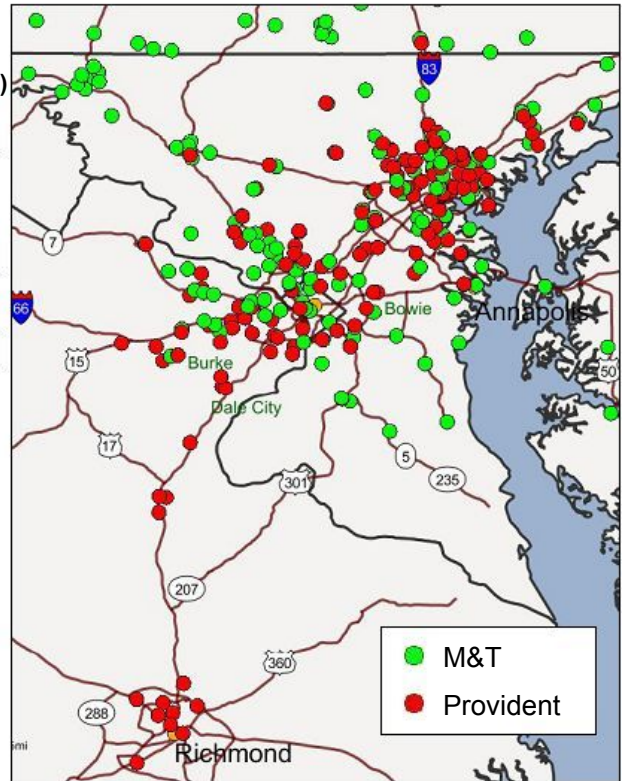 )
83
7
66
Bowie
Annapolis
Burke
15
50
Dale City
17
5
301
235
207
M&T
360
Provident
288
mi
Richmond